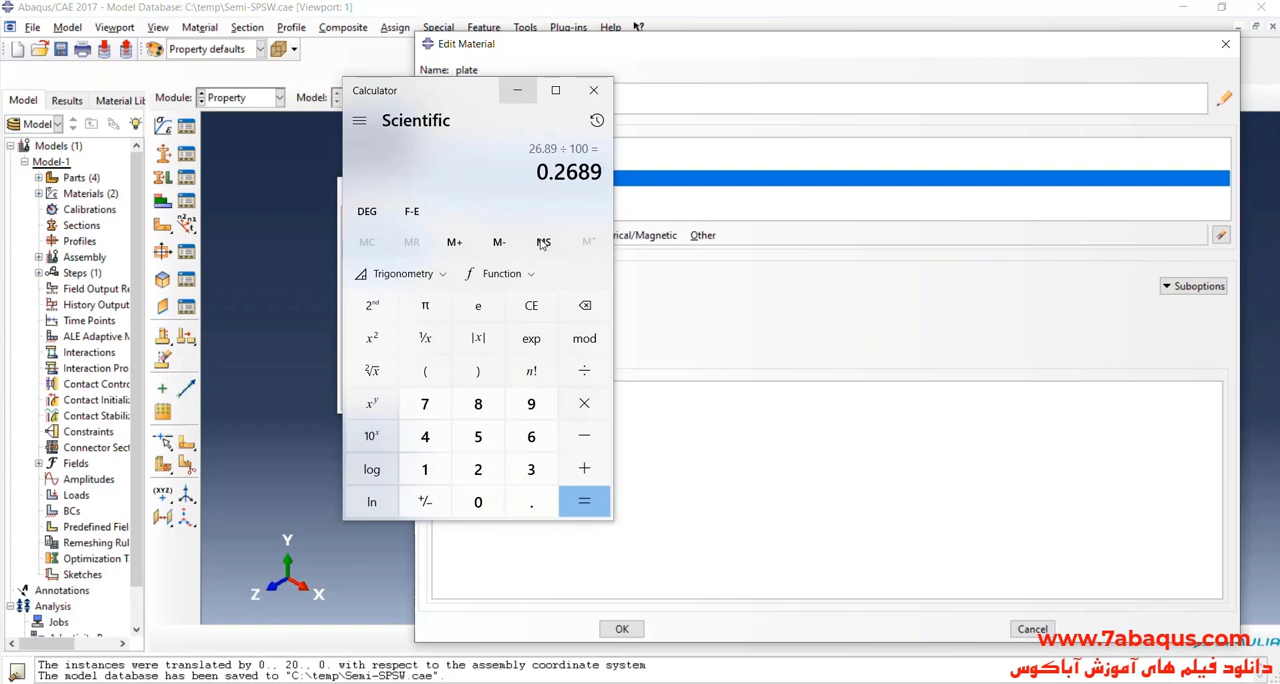 Abaqus/CAE 2017 - Model Database: C:\temp\Semi-SPSW.cae [Viewport: 1]
File Model Viewport View Material Section Profile Composite Assign Special Feature Tools Plug-ins Help
Property defaults
Edit Material
Name: plate
Model Results Material Lib
Module: Property Model:
Calculator
Scientific
26.89 ÷ 100 =
0.2689
DEG F-E
MC MR M+ M- MS M
Trigonometry Function
2nd π e CE
x2 1/x |x| exp mod
2√x ( ) n! ÷
xy 7 8 9 ×
10x 4 5 6 −
log 1 2 3 +
ln +/− 0 . =
rical/Magnetic Other
Suboptions
Model
Models (1)
Model-1
Parts (4)
Materials (2)
Calibrations
Sections
Profiles
Assembly
Steps (1)
Field Output Re
History Output
Time Points
ALE Adaptive M
Interactions
Interaction Pro
Contact Contro
Contact Initializ
Contact Stabiliz
Constraints
Connector Sect
Fields
Amplitudes
Loads
BCs
Predefined Fiel
Remeshing Rul
Optimization T
Sketches
Annotations
Analysis
Jobs
Y
Z X
OK Cancel
www.7abaqus.com
دانلود فیلم های آموزش آباکوس
The instances were translated by 0., 20., 0. with respect to the assembly coordinate system
The model database has been saved to "C:\temp\Semi-SPSW.cae".